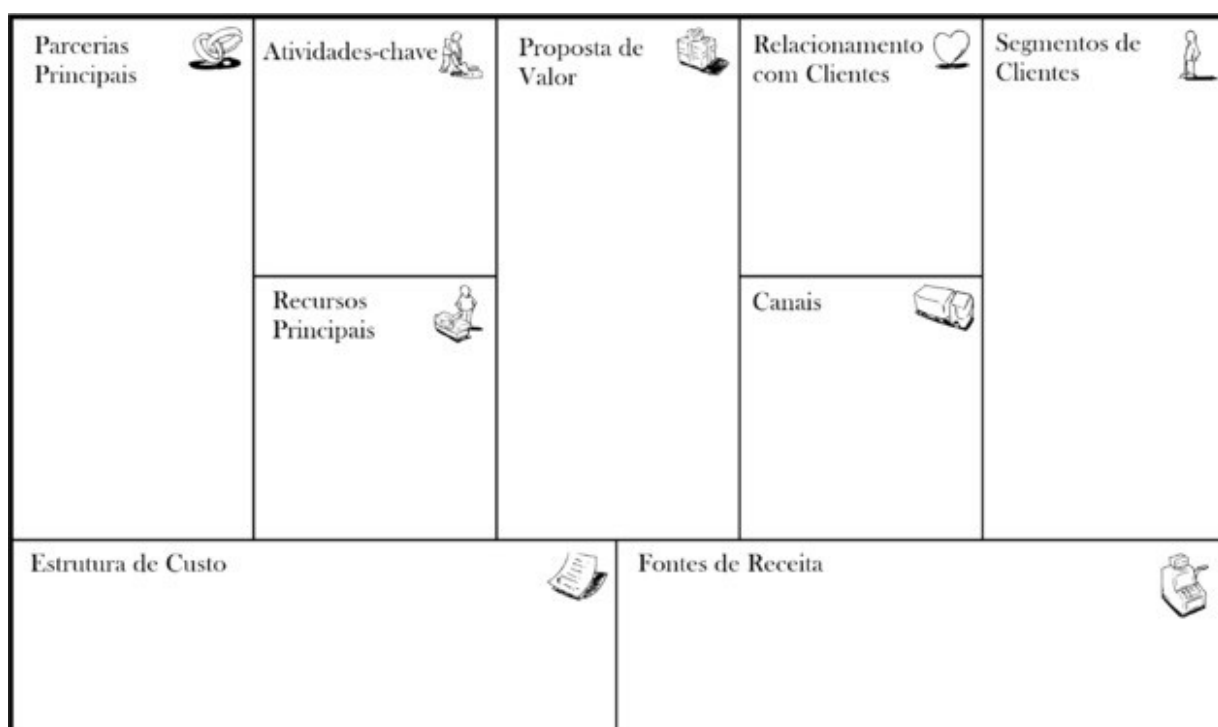 Parcerias
Principais
Atividades-chave
Recursos
Principais
Proposta de
Valor
Relacionamento
com Clientes
Canais
Segmentos de
Clientes
Estrutura de Custo
Fontes de Receita